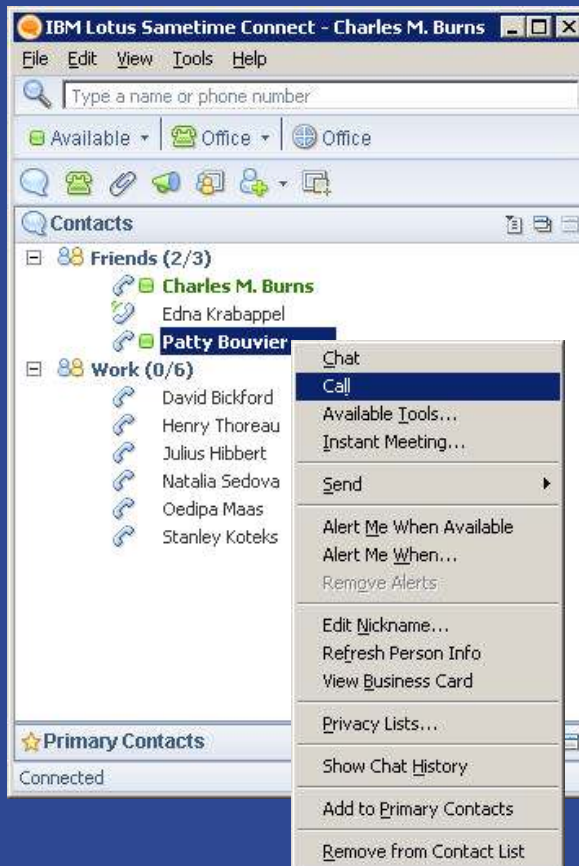 IBM Lotus Sametime Connect - Charles M. Burns
File Edit View Tools Help
Type a name or phone number
Available Office Office
Contacts
Friends (2/3)
Charles M. Burns
Edna Krabappel
Patty Bouvier
Work (0/6)
David Bickford
Henry Thoreau
Julius Hibbert
Natalia Sedova
Oedipa Maas
Stanley Koteks
Chat
Call
Available Tools...
Instant Meeting...
Send
Alert Me When Available
Alert Me When...
Remove Alerts
Edit Nickname...
Refresh Person Info
View Business Card
Privacy Lists...
Show Chat History
Add to Primary Contacts
Remove from Contact List
Primary Contacts
Connected